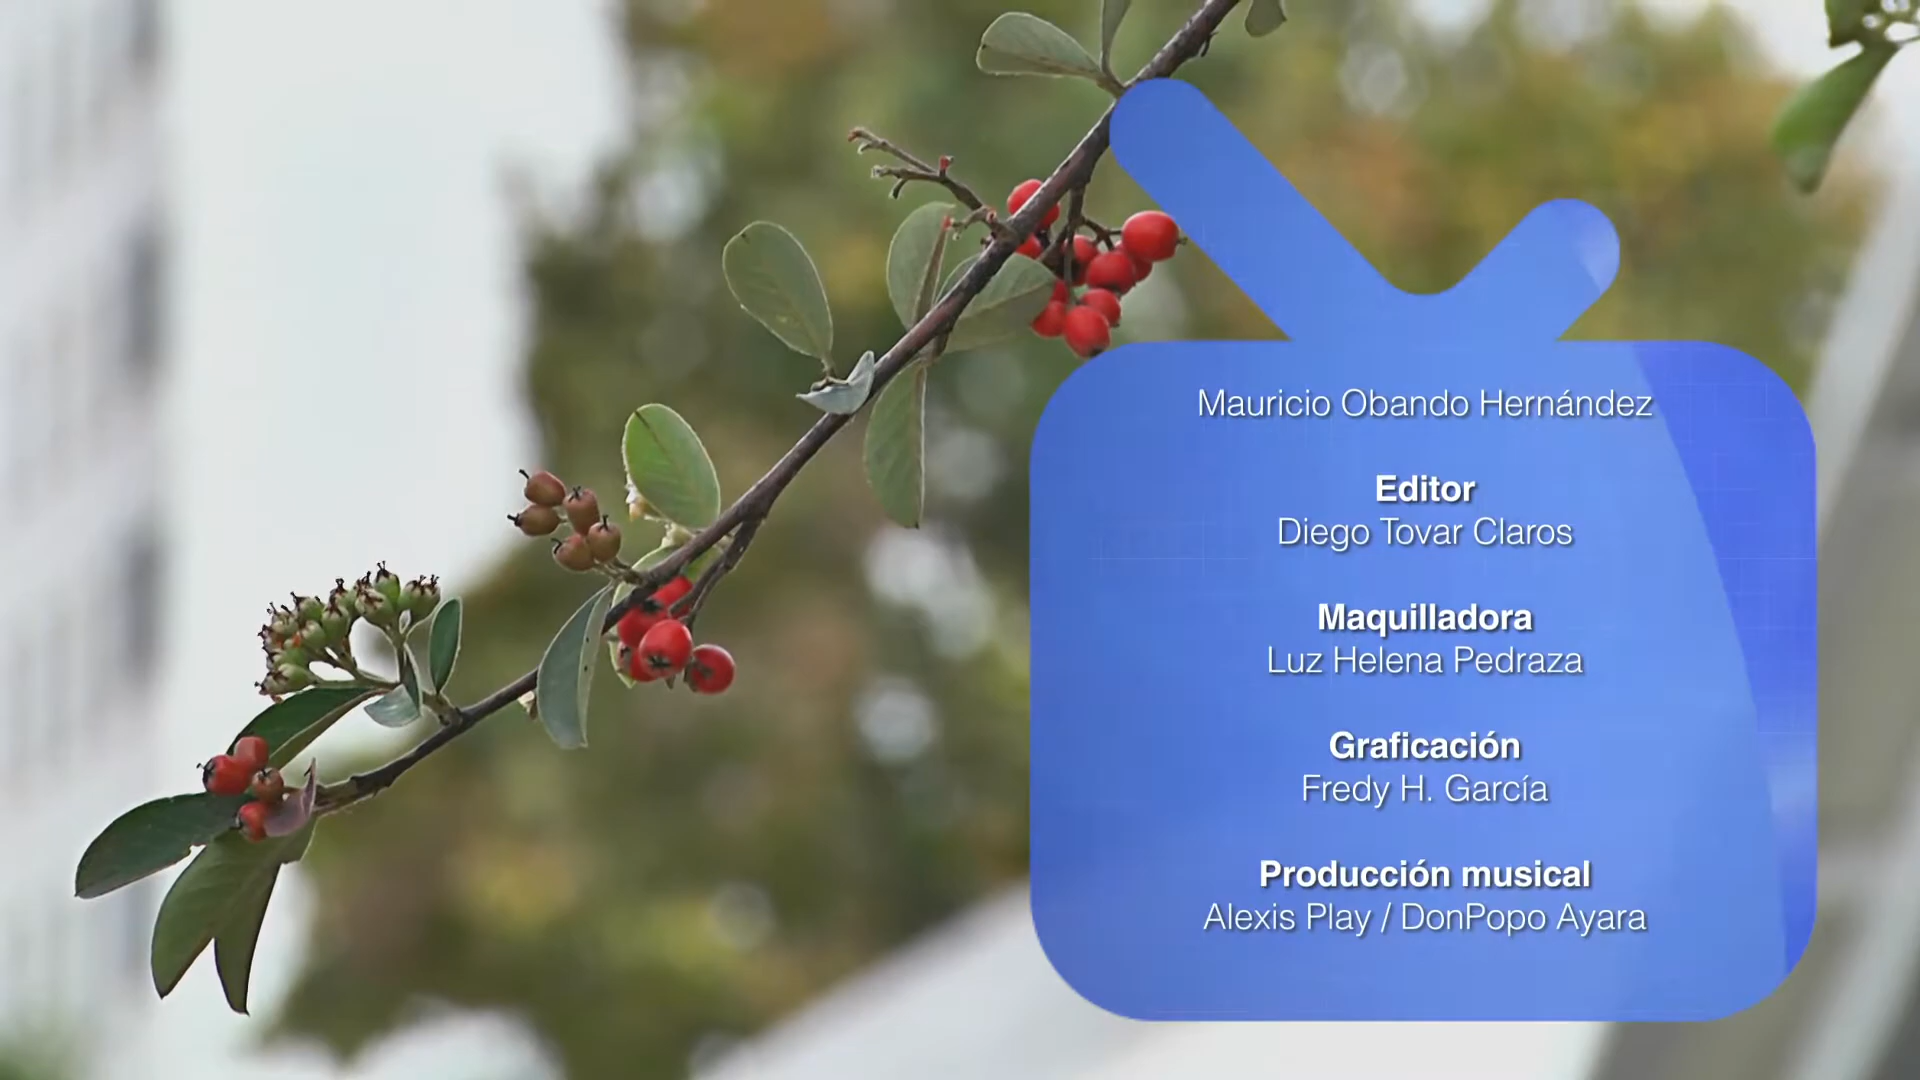 Mauricio Obando Hernández
Editor
Diego Tovar Claros
Maquilladora
Luz Helena Pedraza
Graficación
Fredy H. García
Producción musical
Alexis Play / DonPopo Ayara